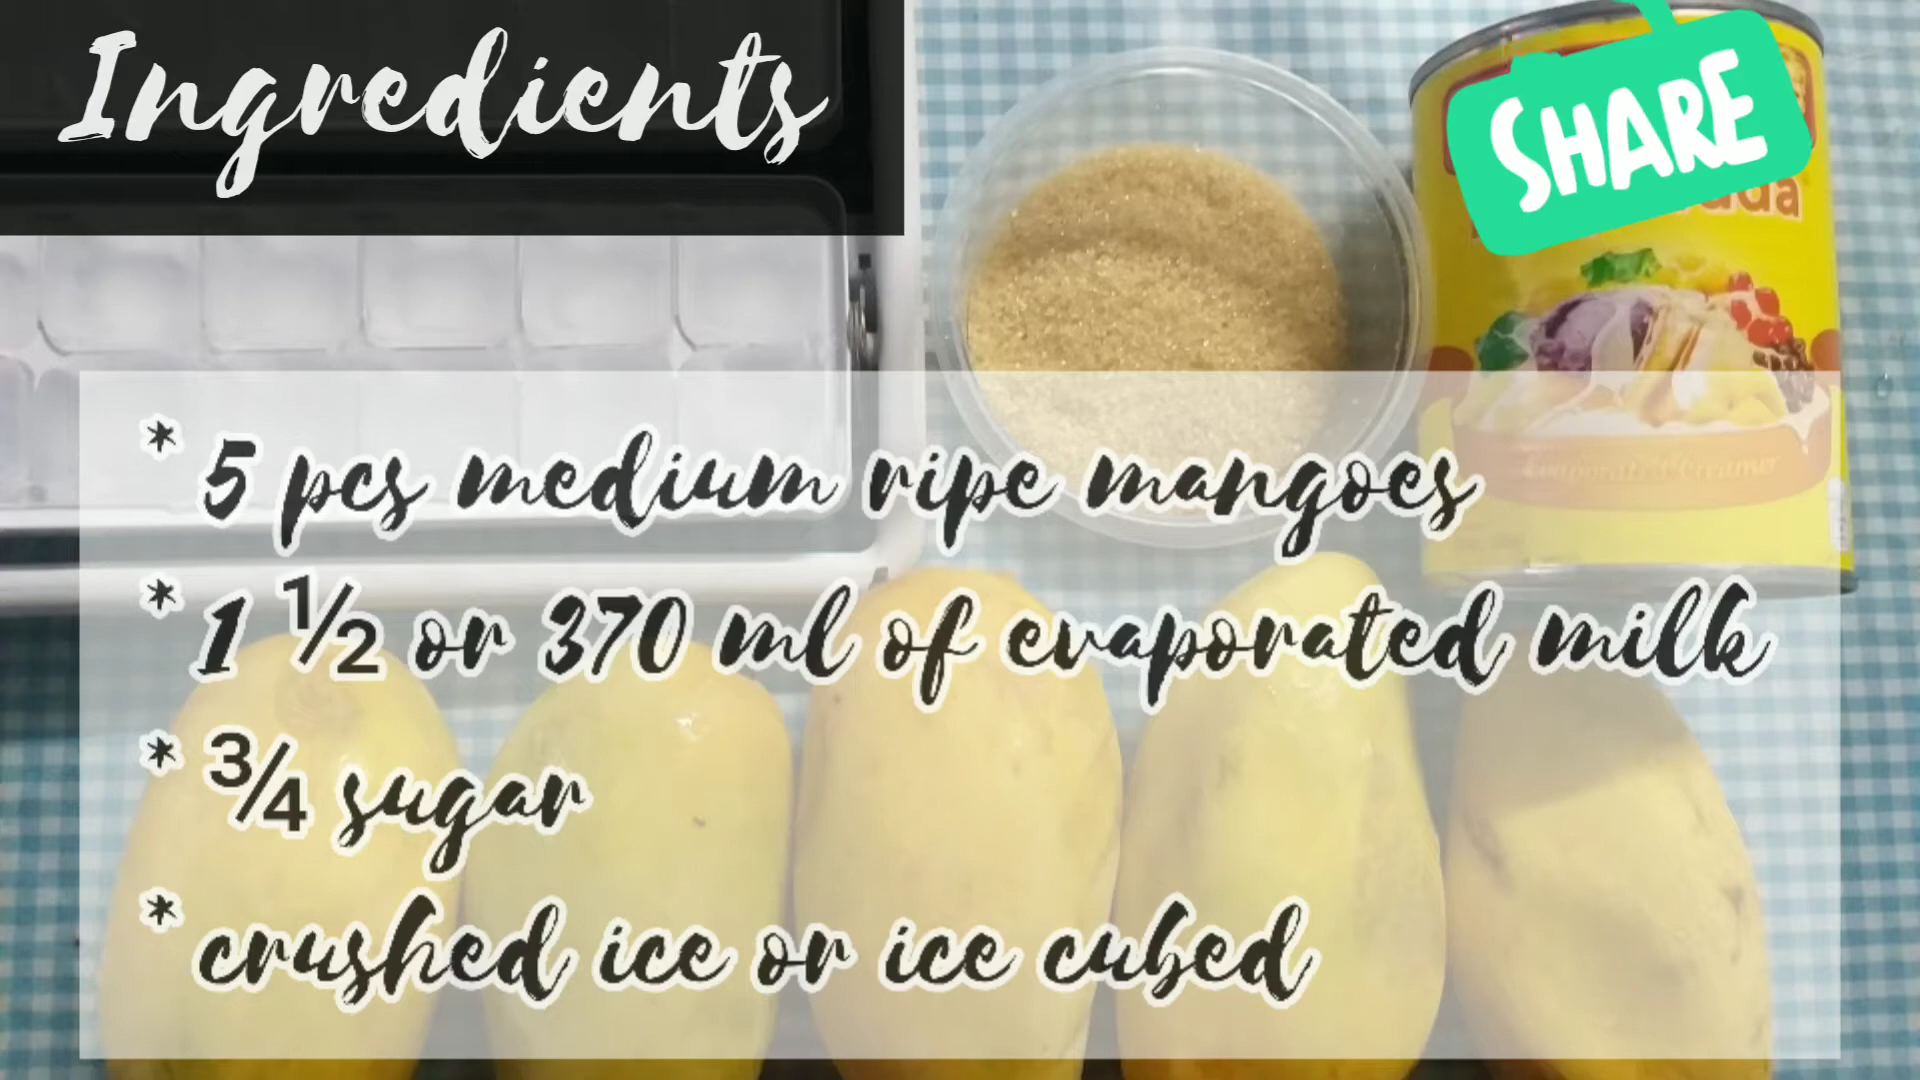 Ingredients
SHARE
* 5 pcs medium ripe mangoes
* 1 ½ or 370 ml of evaporated milk
* ¾ sugar
* crushed ice or ice cubed